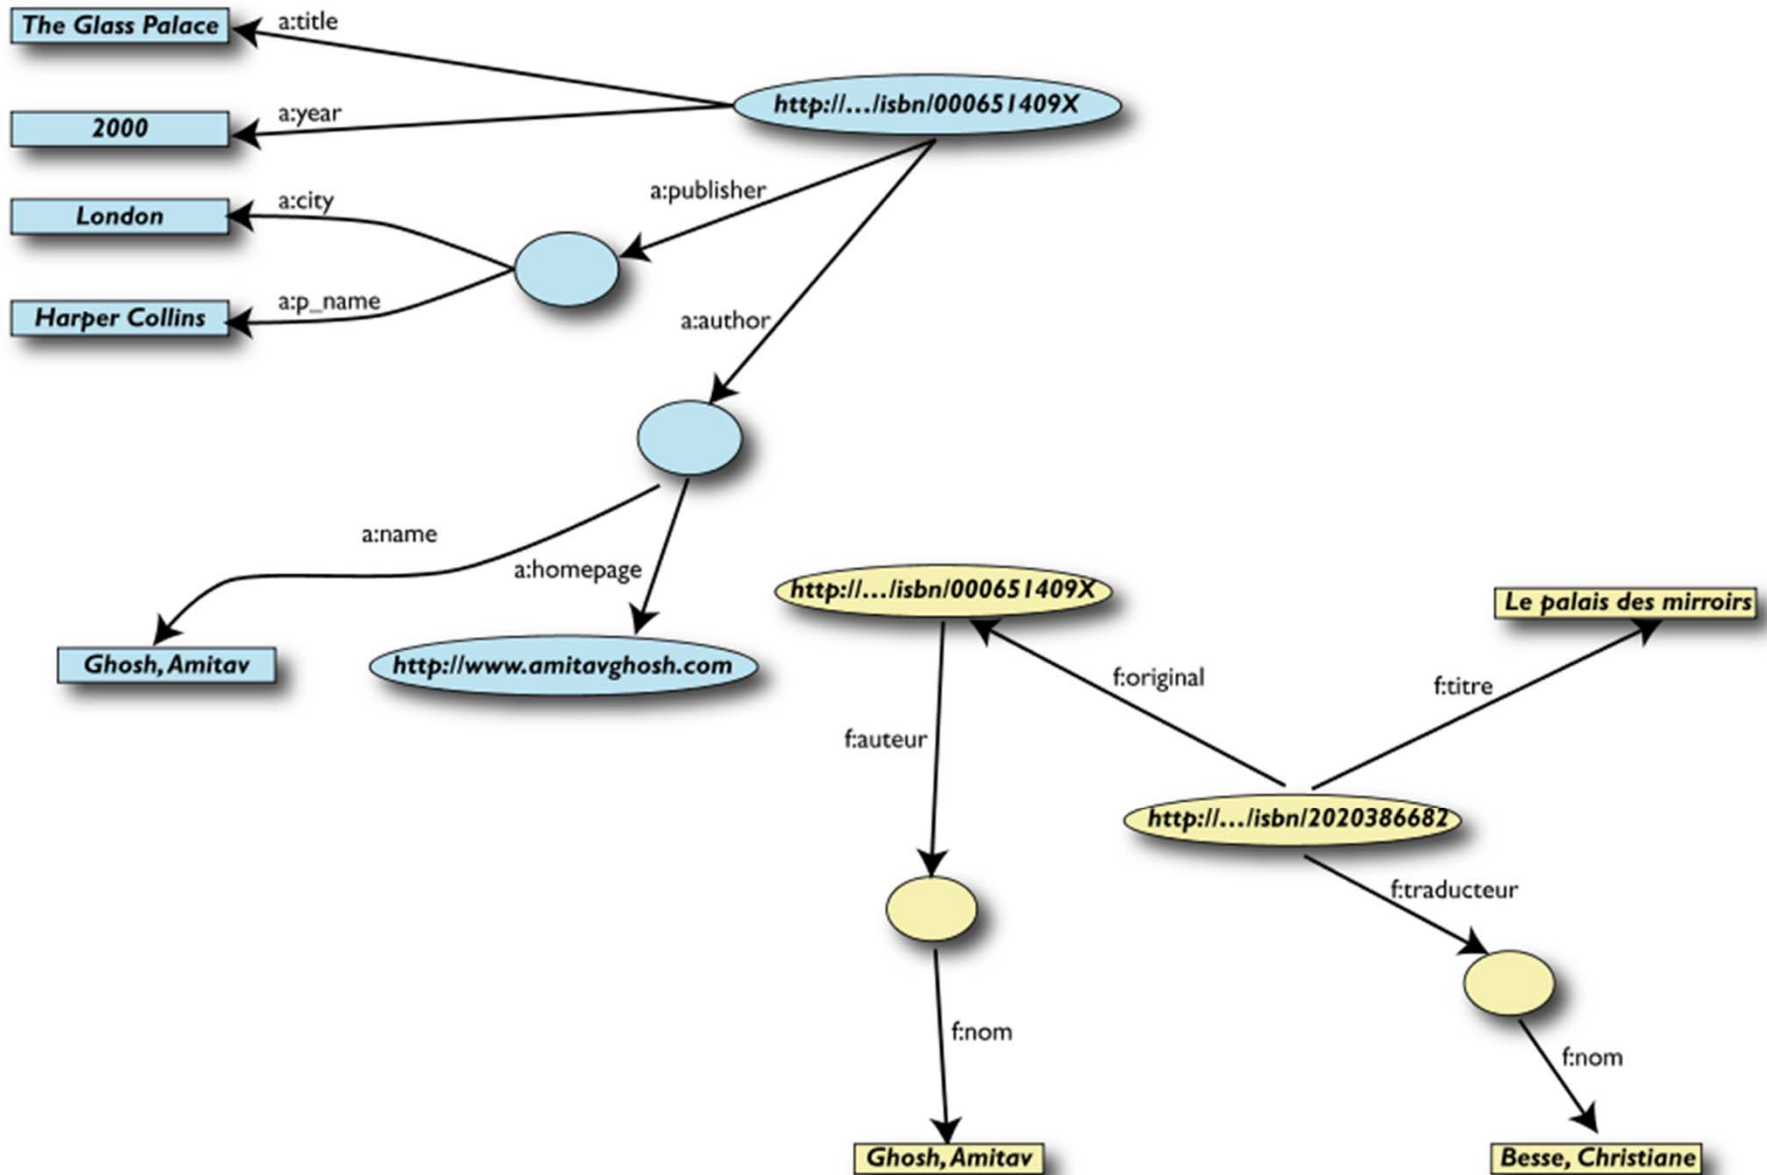 The Glass Palace
a:title
http://.../isbn/000651409X
2000
a:year
a:publisher
London
a:city
Harper Collins
a:p_name
a:author
a:name
a:homepage
Ghosh, Amitav
http://www.amitavghosh.com
http://.../isbn/000651409X
Le palais des mirroirs
f:original
f:titre
f:auteur
http://.../isbn/2020386682
f:traducteur
f:nom
f:nom
Ghosh, Amitav
Besse, Christiane